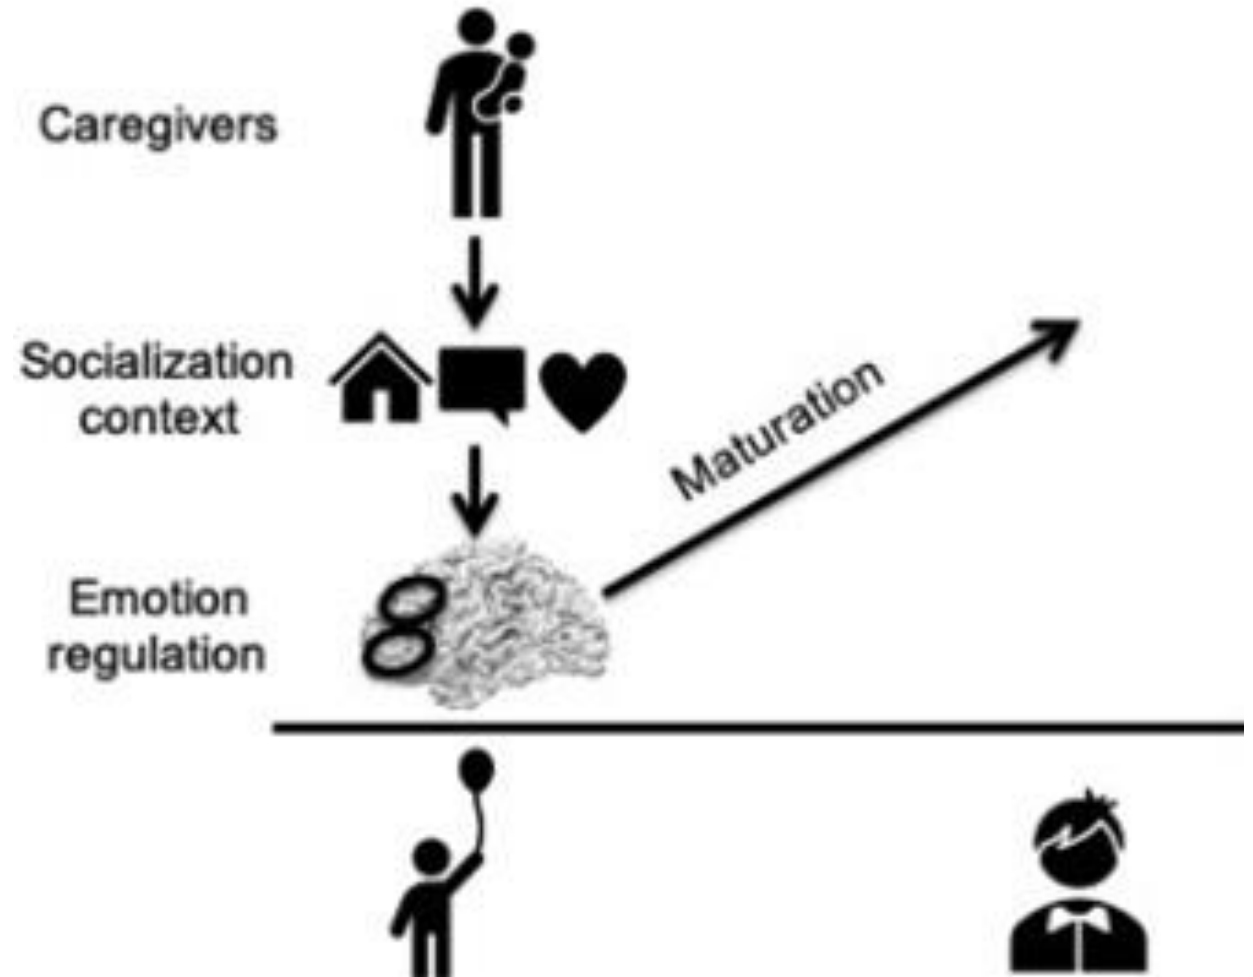 Caregivers
Socialization
context
Maturation
Emotion
regulation